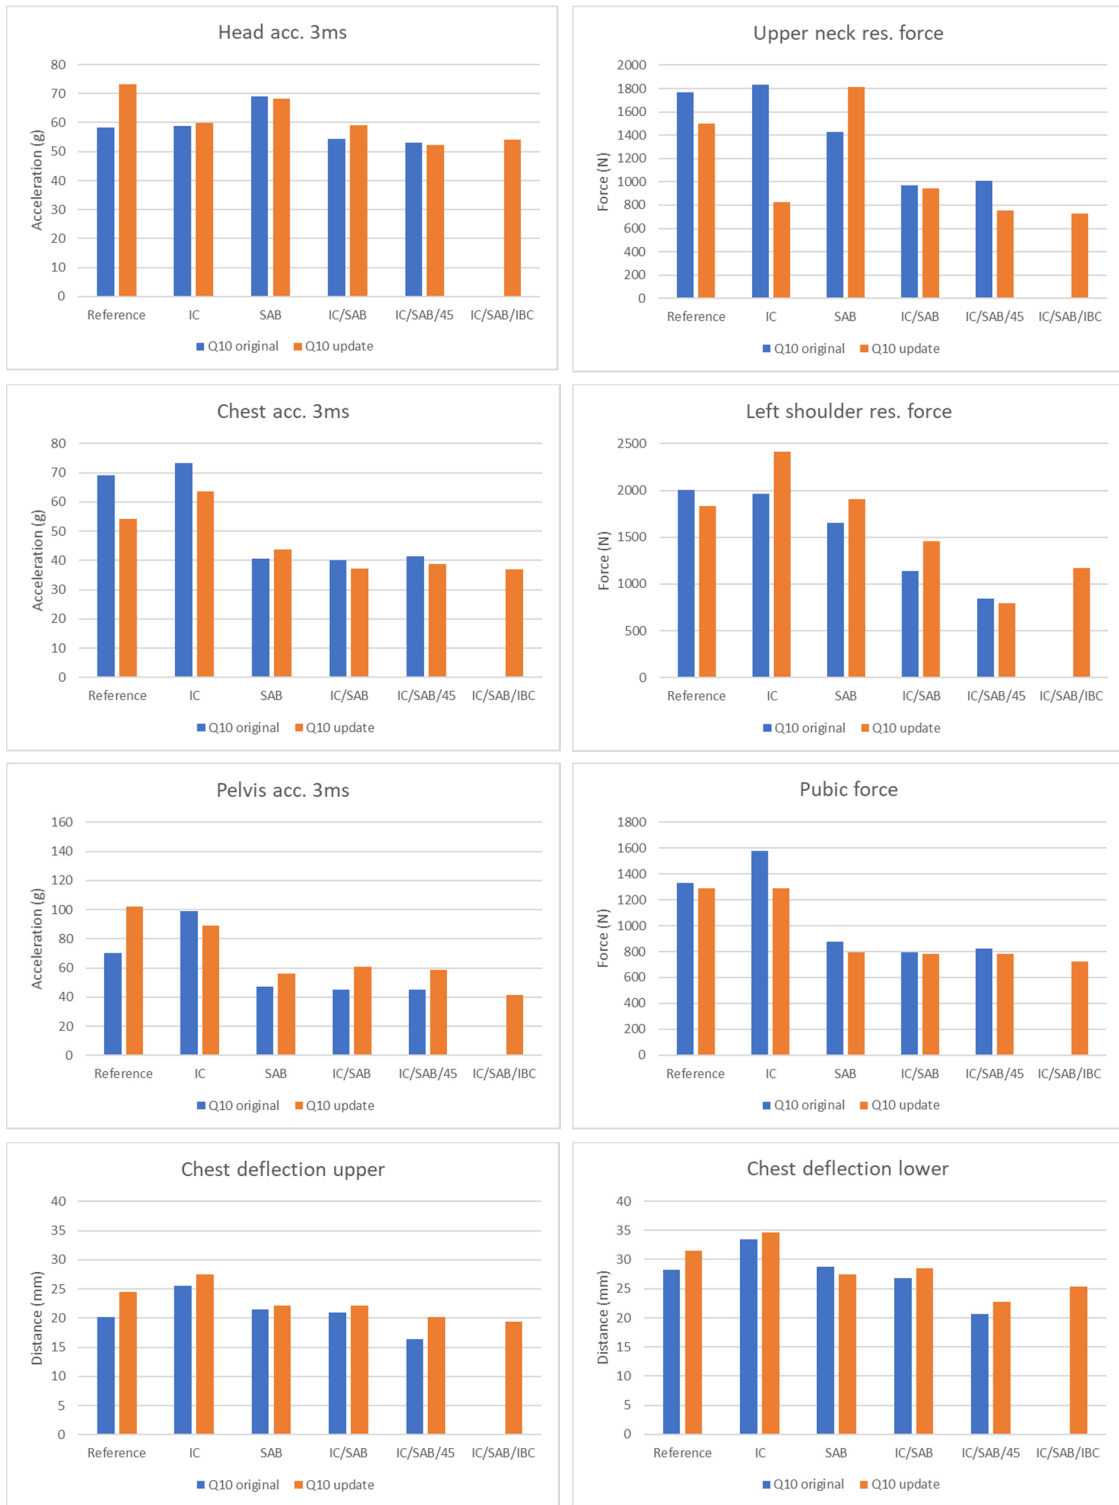 Head acc. 3ms
Acceleration (g)
80
70
60
50
40
30
20
10
0
Reference IC SAB IC/SAB IC/SAB/45 IC/SAB/IBC
Q10 original Q10 update
Upper neck res. force
Force (N)
2000
1800
1600
1400
1200
1000
800
600
400
200
0
Reference IC SAB IC/SAB IC/SAB/45 IC/SAB/IBC
Q10 original Q10 update
Chest acc. 3ms
Acceleration (g)
80
70
60
50
40
30
20
10
0
Reference IC SAB IC/SAB IC/SAB/45 IC/SAB/IBC
Q10 original Q10 update
Left shoulder res. force
Force (N)
2500
2000
1500
1000
500
0
Reference IC SAB IC/SAB IC/SAB/45 IC/SAB/IBC
Q10 original Q10 update
Pelvis acc. 3ms
Acceleration (g)
160
140
120
100
80
60
40
20
0
Reference IC SAB IC/SAB IC/SAB/45 IC/SAB/IBC
Q10 original Q10 update
Pubic force
Force (N)
1800
1600
1400
1200
1000
800
600
400
200
0
Reference IC SAB IC/SAB IC/SAB/45 IC/SAB/IBC
Q10 original Q10 update
Chest deflection upper
Distance (mm)
40
35
30
25
20
15
10
5
0
Reference IC SAB IC/SAB IC/SAB/45 IC/SAB/IBC
Q10 original Q10 update
Chest deflection lower
Distance (mm)
40
35
30
25
20
15
10
5
0
Reference IC SAB IC/SAB IC/SAB/45 IC/SAB/IBC
Q10 original Q10 update